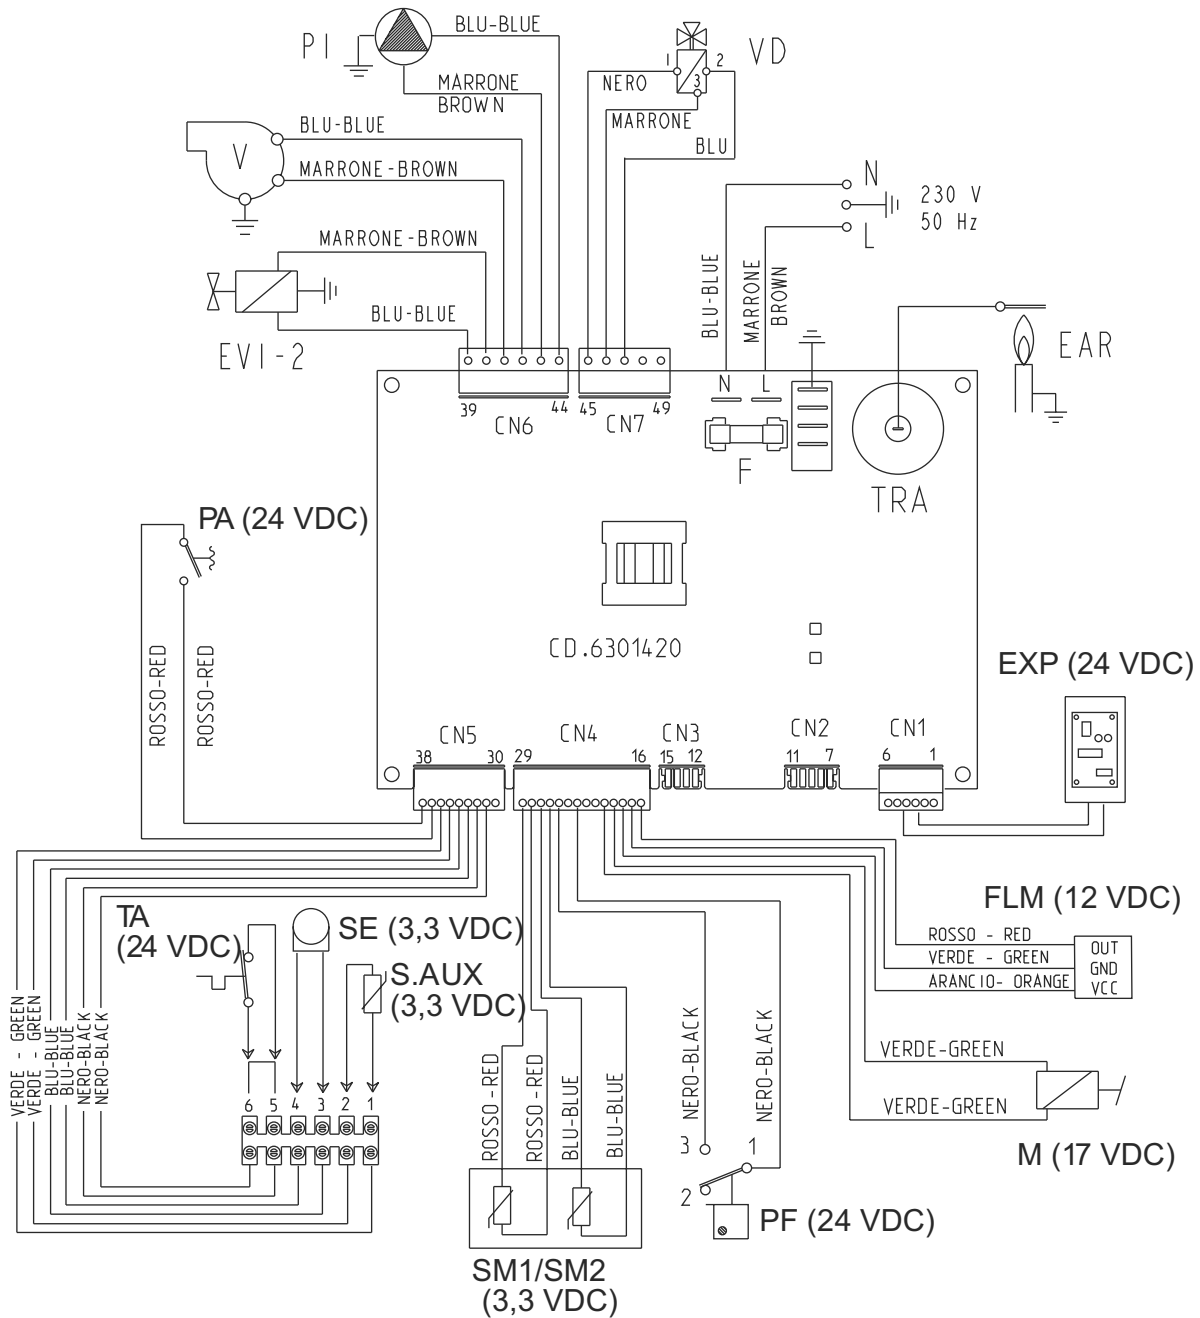 PI
BLU-BLUE
MARRONE
BROWN
VD
1
2
3
NERO
MARRONE
BLU
BLU-BLUE
V
MARRONE-BROWN
N
230 V
50 Hz
L
MARRONE-BROWN
BLU-BLUE
EV1-2
BLU-BLUE
MARRONE
BROWN
EAR
N
L
39
44
45
49
CN6
CN7
F
TRA
PA (24 VDC)
CD.6301420
ROSSO-RED
ROSSO-RED
EXP (24 VDC)
CN5
CN4
CN3
CN2
CN1
38
30
29
16
15
12
11
7
6
1
TA
(24 VDC)
SE (3,3 VDC)
S.AUX
(3,3 VDC)
FLM (12 VDC)
ROSSO - RED
VERDE - GREEN
ARANCIO- ORANGE
OUT
GND
VCC
VERDE - GREEN
VERDE - GREEN
BLU-BLUE
BLU-BLUE
NERO-BLACK
NERO-BLACK
6
5
4
3
2
1
ROSSO-RED
ROSSO-RED
BLU-BLUE
BLU-BLUE
NERO-BLACK
NERO-BLACK
3
1
2
VERDE-GREEN
VERDE-GREEN
M (17 VDC)
PF (24 VDC)
SM1/SM2
(3,3 VDC)